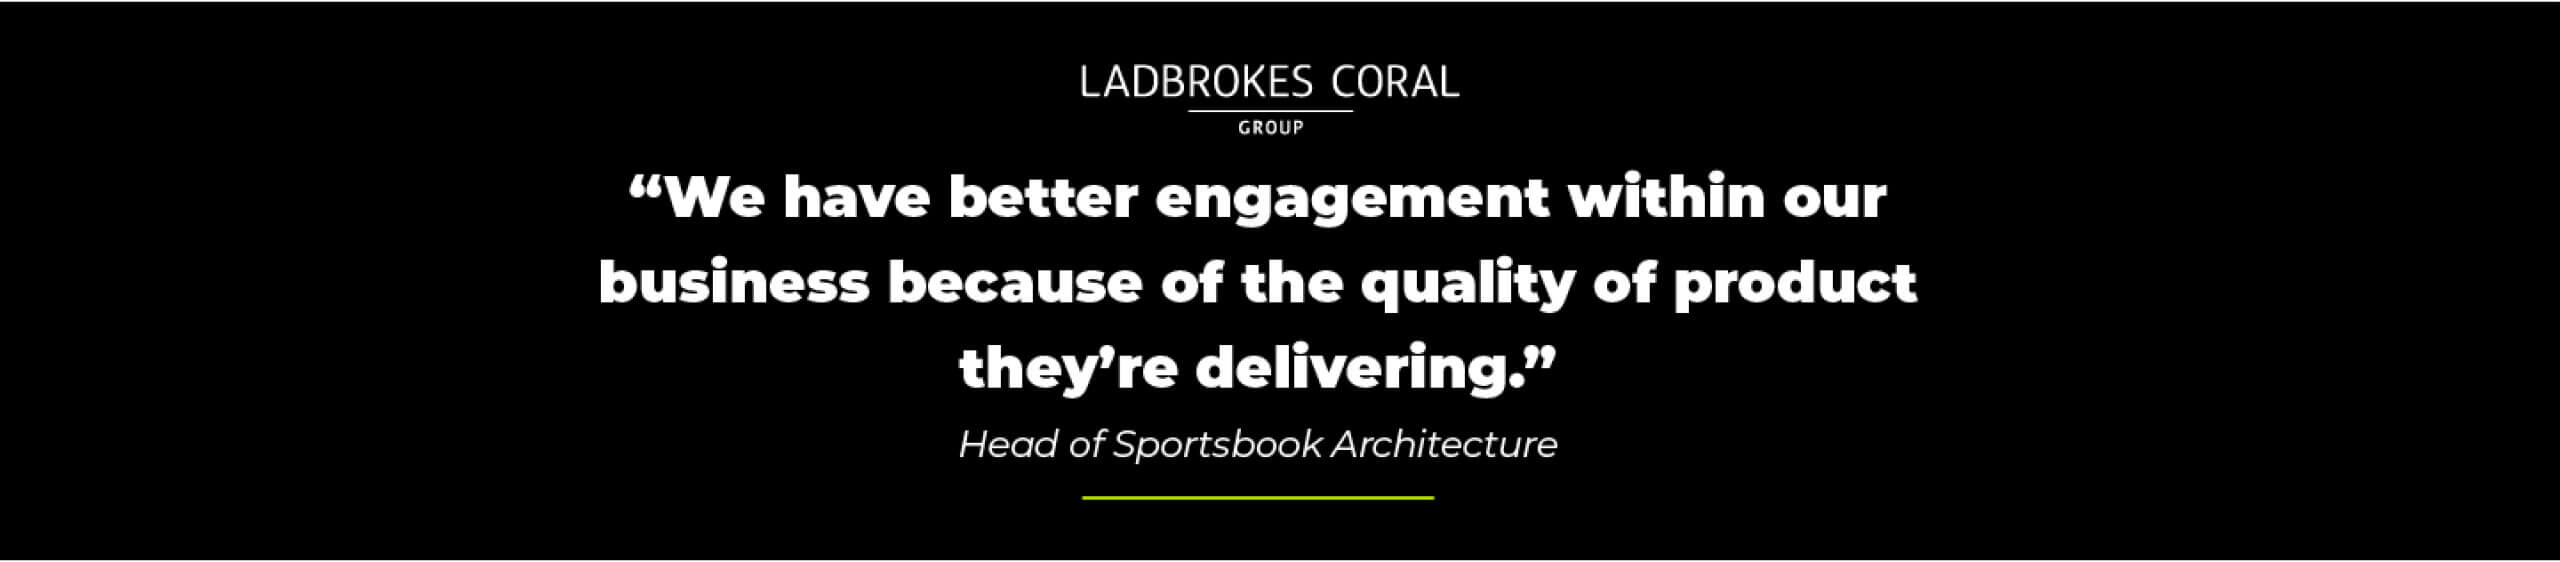 LADBROKES CORAL
GROUP
“We have better engagement within our
business because of the quality of product
they’re delivering.”
Head of Sportsbook Architecture